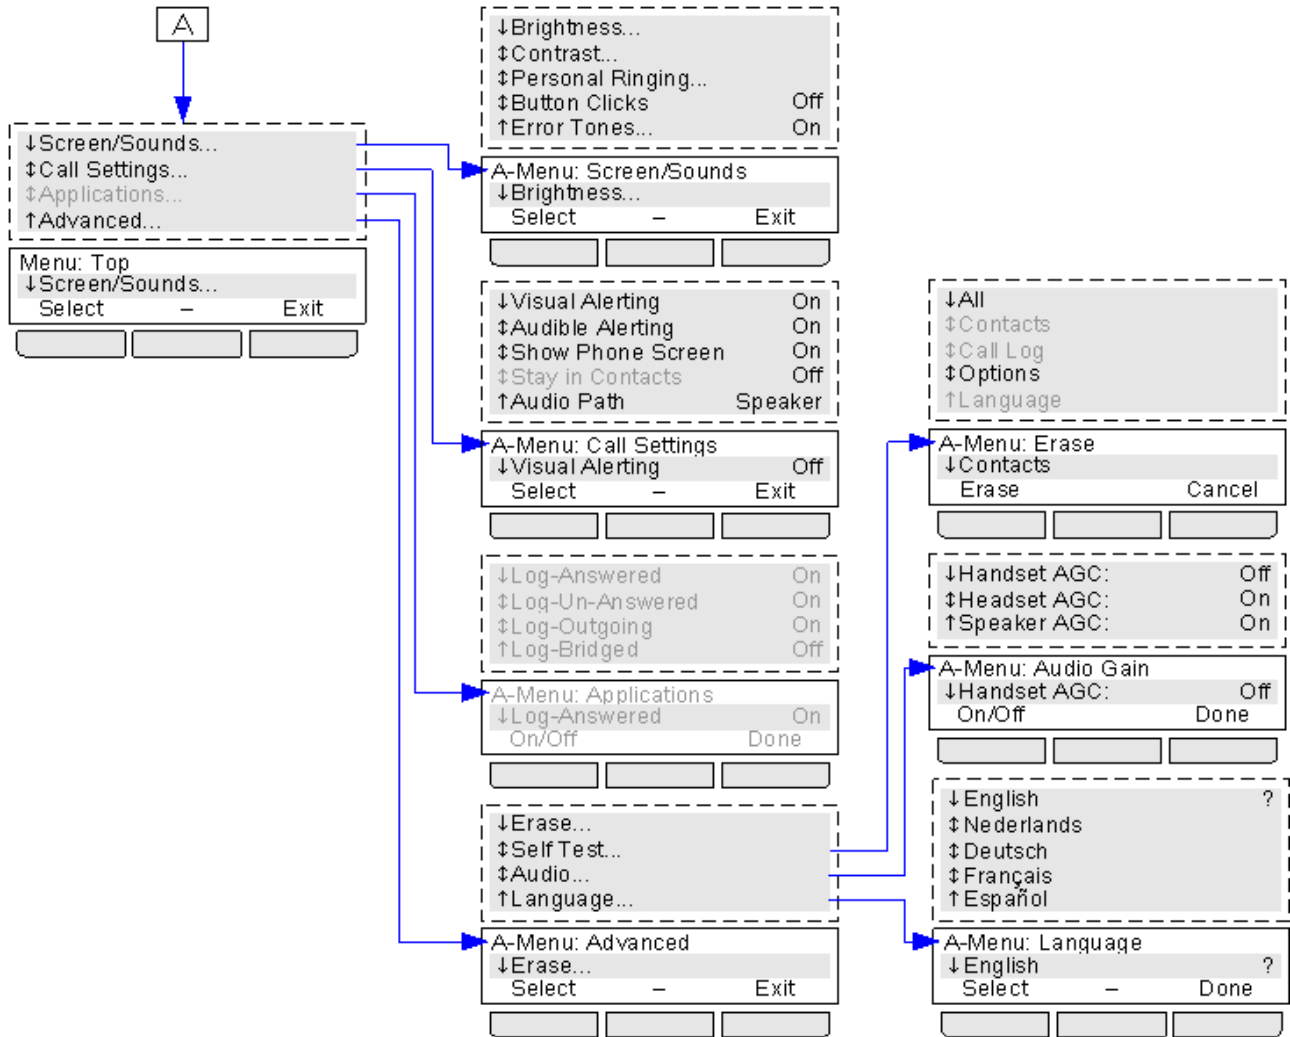 A
↓Screen/Sounds...
↕Call Settings...
↕Applications...
↑Advanced...
Menu: Top
↓Screen/Sounds...
Select – Exit
↓Brightness...
↕Contrast...
↕Personal Ringing...
↕Button Clicks Off
↑Error Tones... On
A-Menu: Screen/Sounds
↓Brightness...
Select – Exit
↓Visual Alerting On
↕Audible Alerting On
↕Show Phone Screen On
↕Stay in Contacts Off
↑Audio Path Speaker
A-Menu: Call Settings
↓Visual Alerting Off
Select – Exit
↓Log-Answered On
↕Log-Un-Answered On
↕Log-Outgoing On
↑Log-Bridged Off
A-Menu: Applications
↓Log-Answered On
On/Off Done
↓Erase...
↕Self Test...
↕Audio...
↑Language...
A-Menu: Advanced
↓Erase...
Select – Exit
↓All
↕Contacts
↕Call Log
↕Options
↑Language
A-Menu: Erase
↓Contacts
Erase Cancel
↓Handset AGC: Off
↕Headset AGC: On
↑Speaker AGC: On
A-Menu: Audio Gain
↓Handset AGC: Off
On/Off Done
↓English ?
↕Nederlands
↕Deutsch
↕Français
↑Español
A-Menu: Language
↓English ?
Select – Done